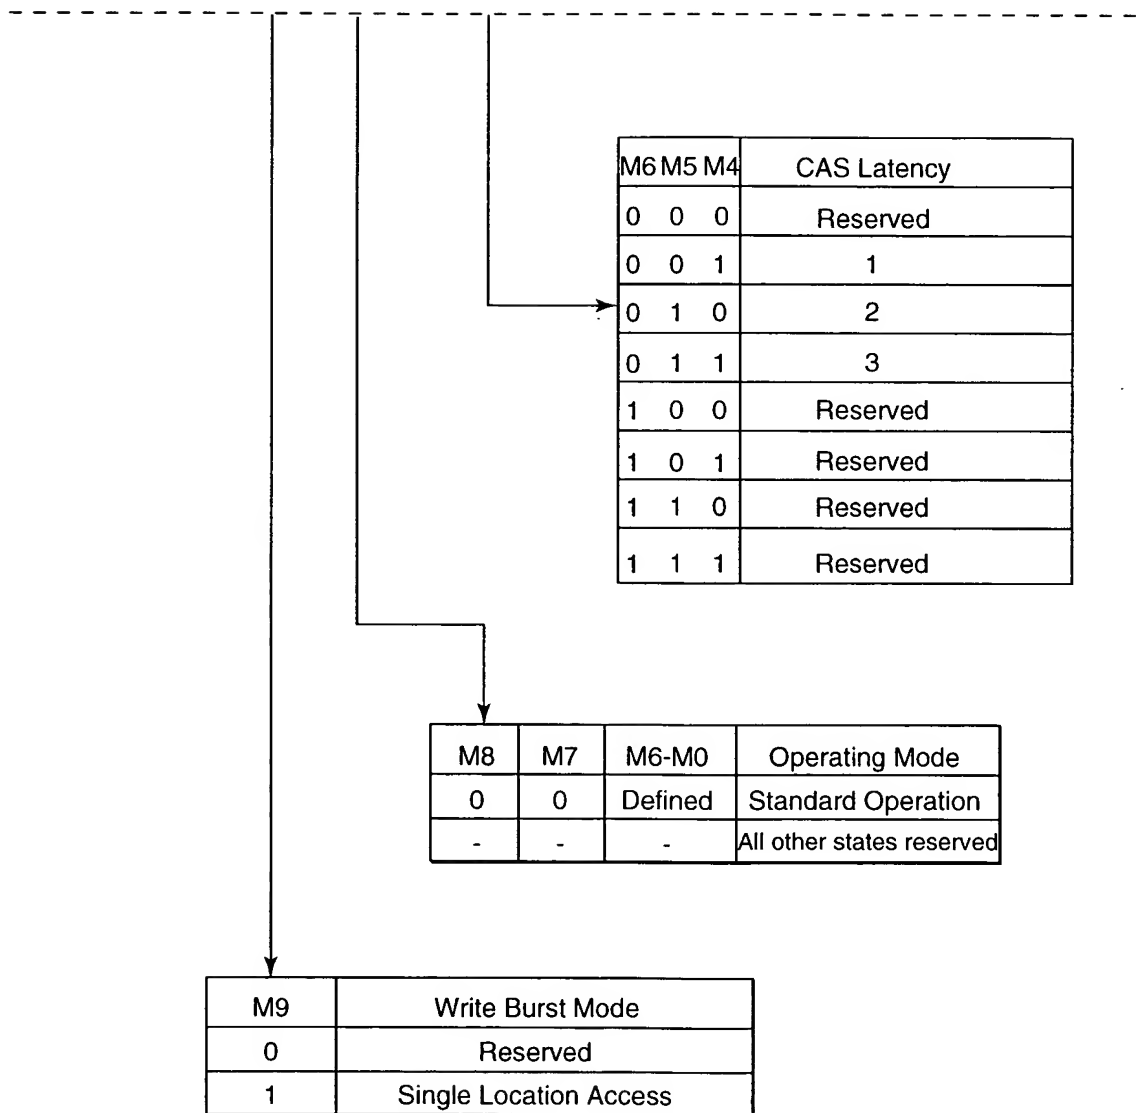 M6 M5 M4 CAS Latency
0 0 0 Reserved
0 0 1 1
0 1 0 2
0 1 1 3
1 0 0 Reserved
1 0 1 Reserved
1 1 0 Reserved
1 1 1 Reserved
M8 M7 M6-M0 Operating Mode
0 0 Defined Standard Operation
- - - All other states reserved
M9 Write Burst Mode
0 Reserved
1 Single Location Access